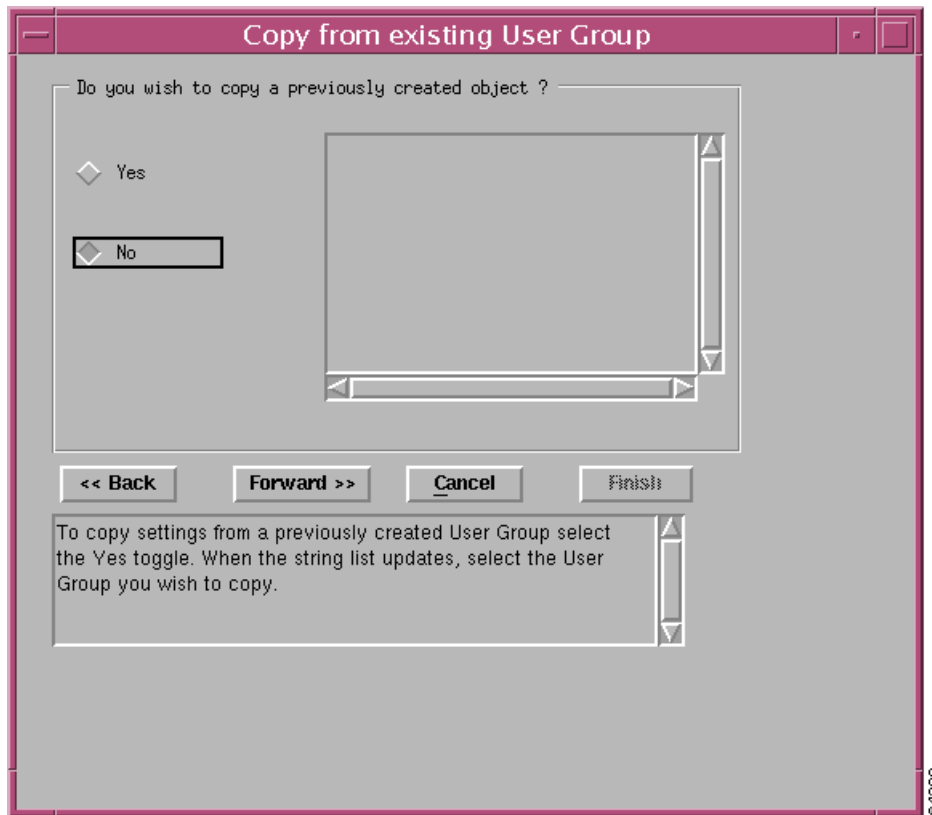 Copy from existing User Group
Do you wish to copy a previously created object ?
Yes
No
<< Back
Forward >>
Cancel
Finish
To copy settings from a previously created User Group select
the Yes toggle. When the string list updates, select the User
Group you wish to copy.